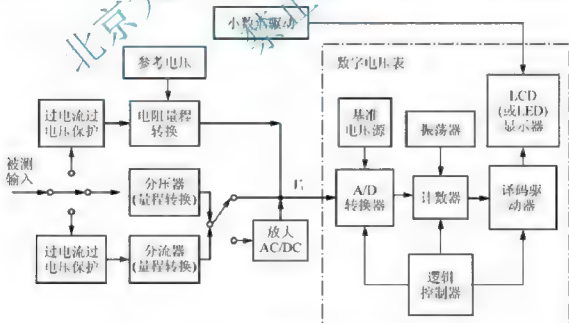 小数点驱动
参考电压
数字电压表
过电流过
电压保护
电阻量程
转换
基准
电压源
振荡器
LCD
(或LED)
显示器
被测
输入
分压器
(量程转换)
A/D
转换器
计数器
译码驱
动器
放大
AC/DC
过电流过
电压保护
分流器
(量程转换)
逻辑
控制器